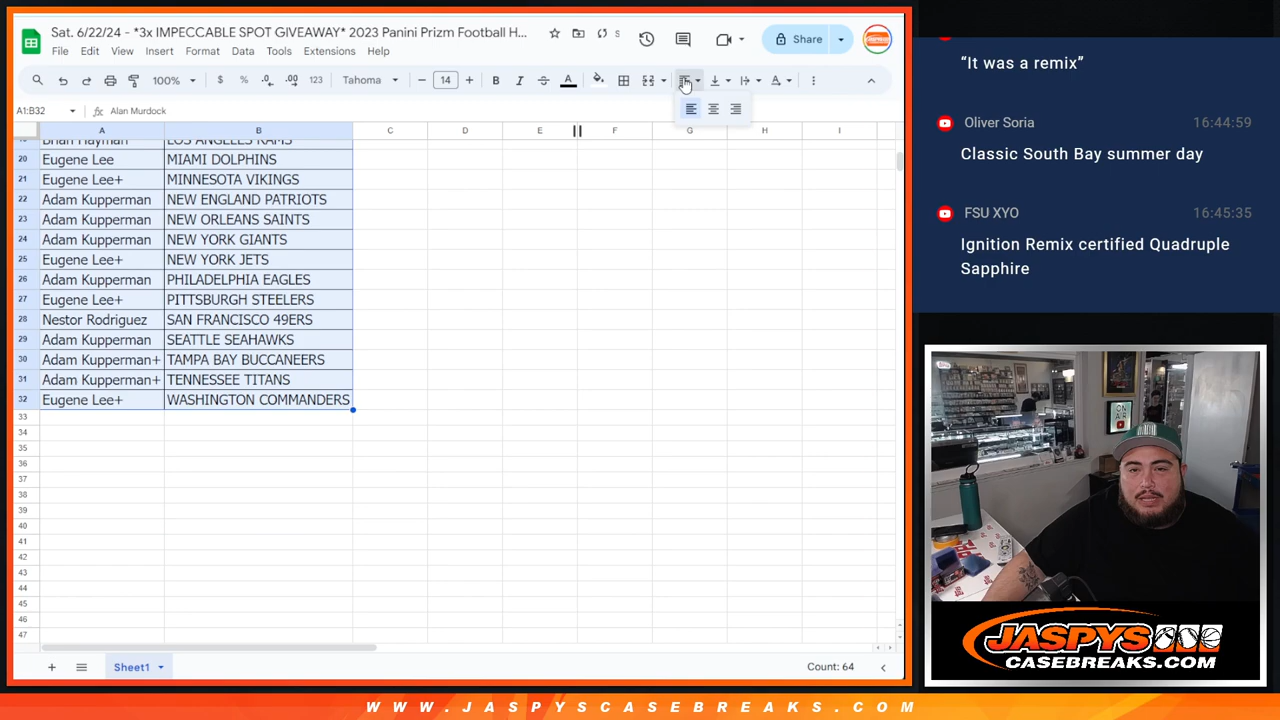 Sat. 6/22/24 - *3x IMPECCABLE SPOT GIVEAWAY* 2023 Panini Prizm Football H...
File Edit View Insert Format Data Tools Extensions Help
Share
100% $ % .0 .00 123 Tahoma 14 B I A
A1:B32 fx Alan Murdock
A B C D E F G H I
20 Eugene Lee MIAMI DOLPHINS
21 Eugene Lee+ MINNESOTA VIKINGS
22 Adam Kupperman NEW ENGLAND PATRIOTS
23 Adam Kupperman NEW ORLEANS SAINTS
24 Adam Kupperman NEW YORK GIANTS
25 Eugene Lee+ NEW YORK JETS
26 Adam Kupperman PHILADELPHIA EAGLES
27 Eugene Lee+ PITTSBURGH STEELERS
28 Nestor Rodriguez SAN FRANCISCO 49ERS
29 Adam Kupperman SEATTLE SEAHAWKS
30 Adam Kupperman+ TAMPA BAY BUCCANEERS
31 Adam Kupperman+ TENNESSEE TITANS
32 Eugene Lee+ WASHINGTON COMMANDERS
33
34
35
36
37
38
39
40
41
42
43
44
45
46
47
Sheet1
Count: 64
“It was a remix”
Oliver Soria 16:44:59
Classic South Bay summer day
FSU XYO 16:45:35
Ignition Remix certified Quadruple
Sapphire
ON
AIR
JASPYS
CASEBREAKS.COM
WWW.JASPYSCASEBREAKS.COM